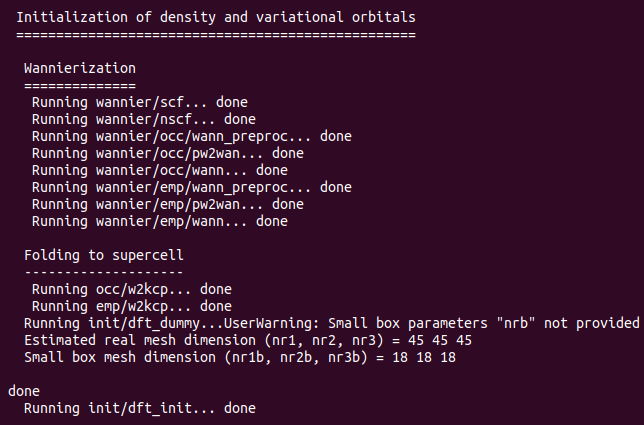 Initialization of density and variational orbitals
==================================================
Wannierization
==============
Running wannier/scf... done
Running wannier/nscf... done
Running wannier/occ/wann_preproc... done
Running wannier/occ/pw2wan... done
Running wannier/occ/wann... done
Running wannier/emp/wann_preproc... done
Running wannier/emp/pw2wan... done
Running wannier/emp/wann... done
Folding to supercell
--------------------
Running occ/w2kcp... done
Running emp/w2kcp... done
Running init/dft_dummy...UserWarning: Small box parameters "nrb" not provided
Estimated real mesh dimension (nr1, nr2, nr3) = 45 45 45
Small box mesh dimension (nr1b, nr2b, nr3b) = 18 18 18
done
Running init/dft_init... done